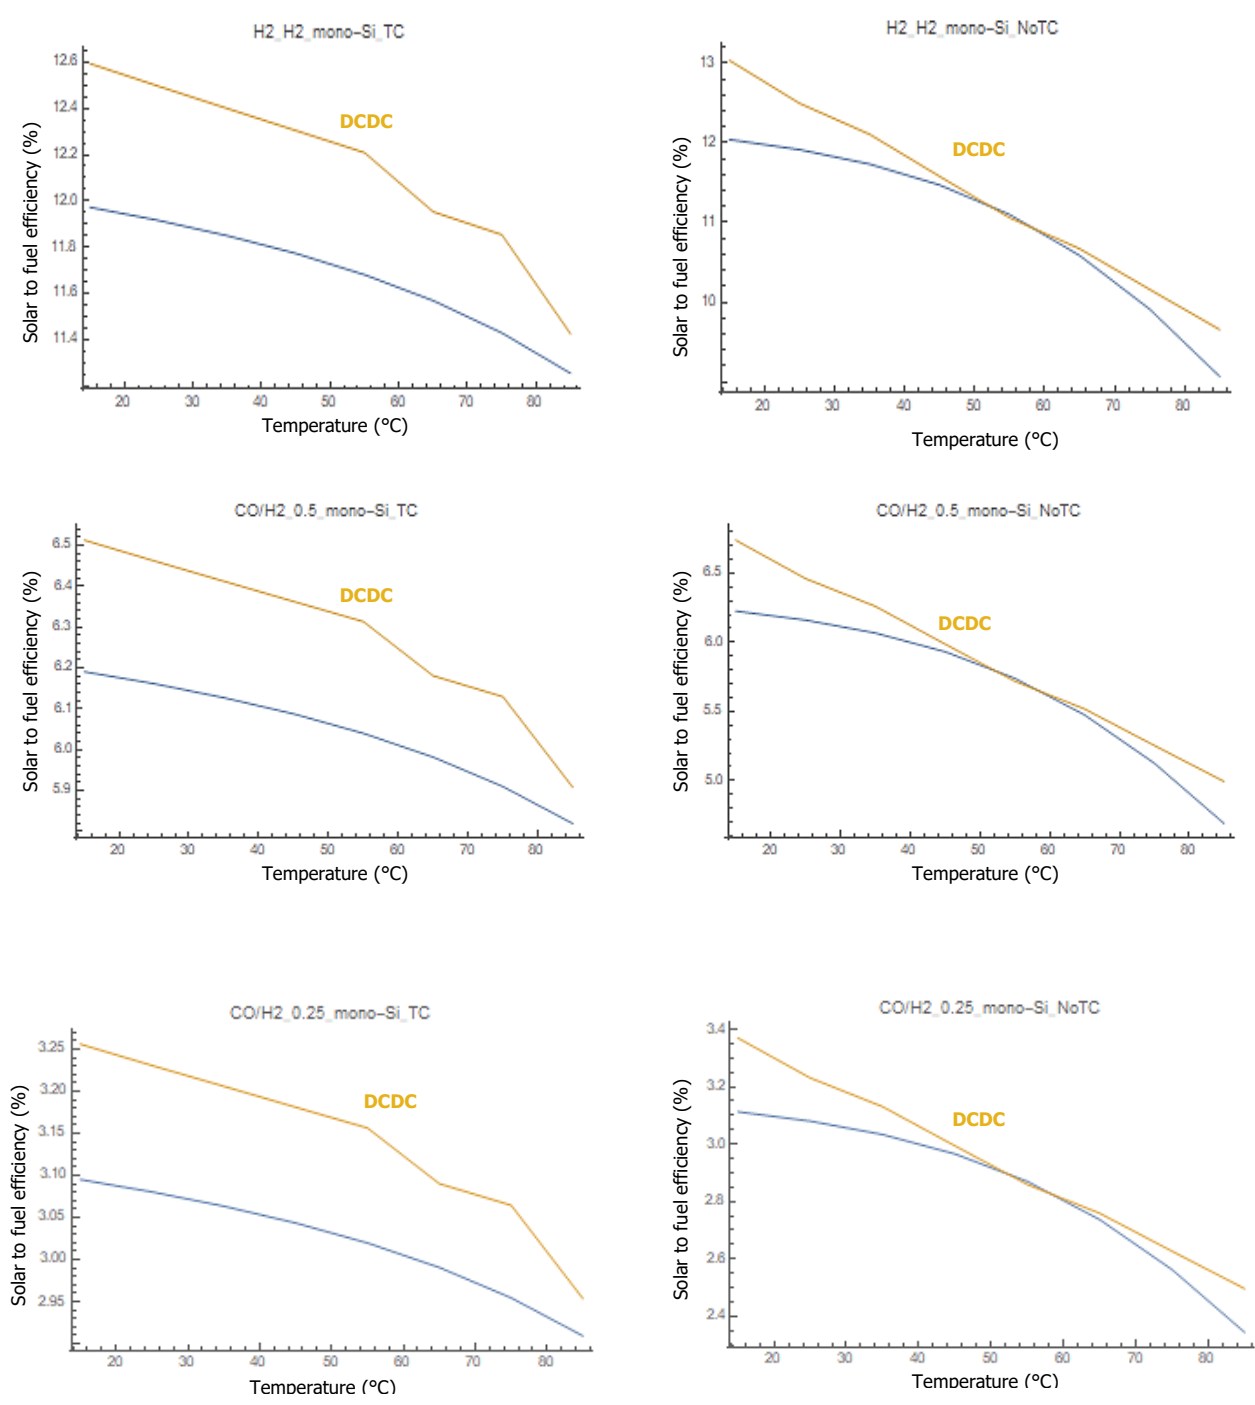 H2_H2_mono-Si_TC
12.6
12.4
12.2
12.0
11.8
11.6
11.4
Solar to fuel efficiency (%)
DCDC
20 30 40 50 60 70 80
Temperature (°C)
H2_H2_mono-Si_NoTC
13
12
11
10
Solar to fuel efficiency (%)
DCDC
20 30 40 50 60 70 80
Temperature (°C)
CO/H2_0.5_mono-Si_TC
6.5
6.4
6.3
6.2
6.1
6.0
5.9
Solar to fuel efficiency (%)
DCDC
20 30 40 50 60 70 80
Temperature (°C)
CO/H2_0.5_mono-Si_NoTC
6.5
6.0
5.5
5.0
Solar to fuel efficiency (%)
DCDC
20 30 40 50 60 70 80
Temperature (°C)
CO/H2_0.25_mono-Si_TC
3.25
3.20
3.15
3.10
3.05
3.00
2.95
Solar to fuel efficiency (%)
DCDC
20 30 40 50 60 70 80
Temperature (°C)
CO/H2_0.25_mono-Si_NoTC
3.4
3.2
3.0
2.8
2.6
2.4
Solar to fuel efficiency (%)
DCDC
20 30 40 50 60 70 80
Temperature (°C)